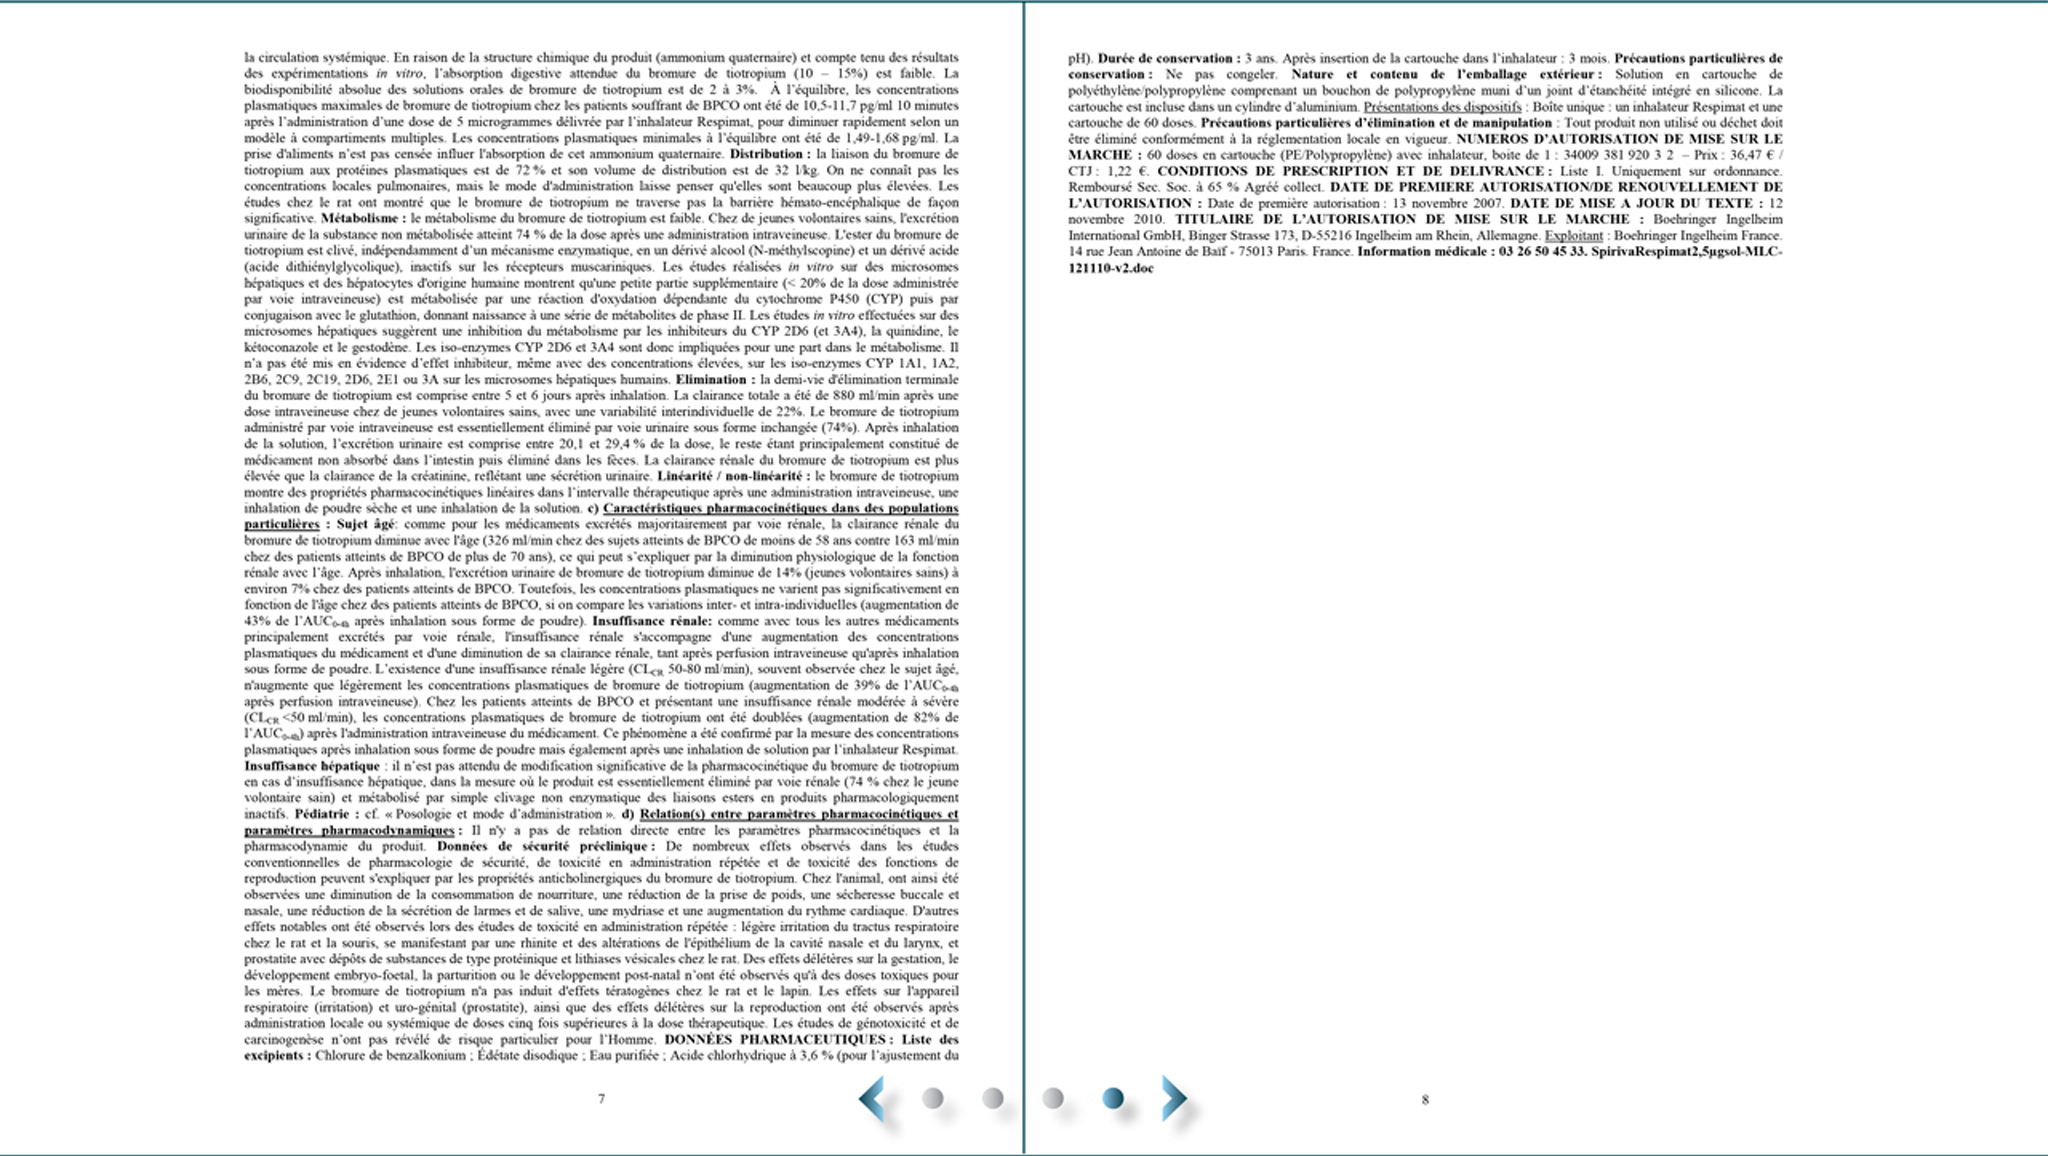 la circulation systémique. En raison de la structure chimique du produit (ammonium quaternaire) et compte tenu des résultats
des expérimentations in vitro, l'absorption digestive attendue du bromure de tiotropium (10 – 15%) est faible. La
biodisponibilité absolue des solutions orales de bromure de tiotropium est de 2 à 3%. À l'équilibre, les concentrations
plasmatiques maximales de bromure de tiotropium chez les patients souffrant de BPCO ont été de 10,5-11,7 pg/ml 10 minutes
après l'administration d'une dose de 5 microgrammes délivrée par l'inhalateur Respimat, pour diminuer rapidement selon un
modèle à compartiments multiples. Les concentrations plasmatiques minimales à l'équilibre ont été de 1,49-1,68 pg/ml. La
prise d'aliments n'est pas censée influer l'absorption de cet ammonium quaternaire. Distribution : la liaison du bromure de
tiotropium aux protéines plasmatiques est de 72 % et son volume de distribution est de 32 l/kg. On ne connaît pas les
concentrations locales pulmonaires, mais le mode d'administration laisse penser qu'elles sont beaucoup plus élevées. Les
études chez le rat ont montré que le bromure de tiotropium ne traverse pas la barrière hémato-encéphalique de façon
significative. Métabolisme : le métabolisme du bromure de tiotropium est faible. Chez de jeunes volontaires sains, l'excrétion
urinaire de la substance non métabolisée atteint 74 % de la dose après une administration intraveineuse. L'ester du bromure de
tiotropium est clivé, indépendamment d'un mécanisme enzymatique, en un dérivé alcool (N-méthylscopine) et un dérivé acide
(acide dithiénylglycolique), inactifs sur les récepteurs muscariniques. Les études réalisées in vitro sur des microsomes
hépatiques et des hépatocytes d'origine humaine montrent qu'une petite partie supplémentaire (< 20% de la dose administrée
par voie intraveineuse) est métabolisée par une réaction d'oxydation dépendante du cytochrome P450 (CYP) puis par
conjugaison avec le glutathion, donnant naissance à une série de métabolites de phase II. Les études in vitro effectuées sur des
microsomes hépatiques suggèrent une inhibition du métabolisme par les inhibiteurs du CYP 2D6 (et 3A4), la quinidine, le
kétoconazole et le gestodène. Les iso-enzymes CYP 2D6 et 3A4 sont donc impliquées pour une part dans le métabolisme. Il
n'a pas été mis en évidence d'effet inhibiteur, même avec des concentrations élevées, sur les iso-enzymes CYP 1A1, 1A2,
2B6, 2C9, 2C19, 2D6, 2E1 ou 3A sur les microsomes hépatiques humains. Elimination : la demi-vie d'élimination terminale
du bromure de tiotropium est comprise entre 5 et 6 jours après inhalation. La clairance totale a été de 880 ml/min après une
dose intraveineuse chez de jeunes volontaires sains, avec une variabilité interindividuelle de 22%. Le bromure de tiotropium
administré par voie intraveineuse est essentiellement éliminé par voie urinaire sous forme inchangée (74%). Après inhalation
de la solution, l'excrétion urinaire est comprise entre 20,1 et 29,4 % de la dose, le reste étant principalement constitué de
médicament non absorbé dans l'intestin puis éliminé dans les fèces. La clairance rénale du bromure de tiotropium est plus
élevée que la clairance de la créatinine, reflétant une sécrétion urinaire. Linéarité / non-linéarité : le bromure de tiotropium
montre des propriétés pharmacocinétiques linéaires dans l'intervalle thérapeutique après une administration intraveineuse, une
inhalation de poudre sèche et une inhalation de la solution. c) Caractéristiques pharmacocinétiques dans des populations
particulières : Sujet âgé: comme pour les médicaments excrétés majoritairement par voie rénale, la clairance rénale du
bromure de tiotropium diminue avec l'âge (326 ml/min chez des sujets atteints de BPCO de moins de 58 ans contre 163 ml/min
chez des patients atteints de BPCO de plus de 70 ans), ce qui peut s'expliquer par la diminution physiologique de la fonction
rénale avec l'âge. Après inhalation, l'excrétion urinaire de bromure de tiotropium diminue de 14% (jeunes volontaires sains) à
environ 7% chez des patients atteints de BPCO. Toutefois, les concentrations plasmatiques ne varient pas significativement en
fonction de l'âge chez des patients atteints de BPCO, si on compare les variations inter- et intra-individuelles (augmentation de
43% de l'AUC0-4h après inhalation sous forme de poudre). Insuffisance rénale: comme avec tous les autres médicaments
principalement excrétés par voie rénale, l'insuffisance rénale s'accompagne d'une augmentation des concentrations
plasmatiques du médicament et d'une diminution de sa clairance rénale, tant après perfusion intraveineuse qu'après inhalation
sous forme de poudre. L'existence d'une insuffisance rénale légère (CLCR 50-80 ml/min), souvent observée chez le sujet âgé,
n'augmente que légèrement les concentrations plasmatiques de bromure de tiotropium (augmentation de 39% de l'AUC0-4h
après perfusion intraveineuse). Chez les patients atteints de BPCO et présentant une insuffisance rénale modérée à sévère
(CLCR <50 ml/min), les concentrations plasmatiques de bromure de tiotropium ont été doublées (augmentation de 82% de
l'AUC0-4h) après l'administration intraveineuse du médicament. Ce phénomène a été confirmé par la mesure des concentrations
plasmatiques après inhalation sous forme de poudre mais également après une inhalation de solution par l'inhalateur Respimat.
Insuffisance hépatique : il n'est pas attendu de modification significative de la pharmacocinétique du bromure de tiotropium
en cas d'insuffisance hépatique, dans la mesure où le produit est essentiellement éliminé par voie rénale (74 % chez le jeune
volontaire sain) et métabolisé par simple clivage non enzymatique des liaisons esters en produits pharmacologiquement
inactifs. Pédiatrie : cf. « Posologie et mode d'administration ». d) Relation(s) entre paramètres pharmacocinétiques et
paramètres pharmacodynamiques : Il n'y a pas de relation directe entre les paramètres pharmacocinétiques et la
pharmacodynamie du produit. Données de sécurité préclinique : De nombreux effets observés dans les études
conventionnelles de pharmacologie de sécurité, de toxicité en administration répétée et de toxicité des fonctions de
reproduction peuvent s'expliquer par les propriétés anticholinergiques du bromure de tiotropium. Chez l'animal, ont ainsi été
observées une diminution de la consommation de nourriture, une réduction de la prise de poids, une sécheresse buccale et
nasale, une réduction de la sécrétion de larmes et de salive, une mydriase et une augmentation du rythme cardiaque. D'autres
effets notables ont été observés lors des études de toxicité en administration répétée : légère irritation du tractus respiratoire
chez le rat et la souris, se manifestant par une rhinite et des altérations de l'épithélium de la cavité nasale et du larynx, et
prostatite avec dépôts de substances de type protéinique et lithiases vésicales chez le rat. Des effets délétères sur la gestation, le
développement embryo-foetal, la parturition ou le développement post-natal n'ont été observés qu'à des doses toxiques pour
les mères. Le bromure de tiotropium n'a pas induit d'effets tératogènes chez le rat et le lapin. Les effets sur l'appareil
respiratoire (irritation) et uro-génital (prostatite), ainsi que des effets délétères sur la reproduction ont été observés après
administration locale ou systémique de doses cinq fois supérieures à la dose thérapeutique. Les études de génotoxicité et de
carcinogenèse n'ont pas révélé de risque particulier pour l'Homme. DONNÉES PHARMACEUTIQUES : Liste des
excipients : Chlorure de benzalkonium ; Édétate disodique ; Eau purifiée ; Acide chlorhydrique à 3,6 % (pour l'ajustement du
7
pH). Durée de conservation : 3 ans. Après insertion de la cartouche dans l'inhalateur : 3 mois. Précautions particulières de
conservation : Ne pas congeler. Nature et contenu de l'emballage extérieur : Solution en cartouche de
polyéthylène/polypropylène comprenant un bouchon de polypropylène muni d'un joint d'étanchéité intégré en silicone. La
cartouche est incluse dans un cylindre d'aluminium. Présentations des dispositifs : Boîte unique : un inhalateur Respimat et une
cartouche de 60 doses. Précautions particulières d'élimination et de manipulation : Tout produit non utilisé ou déchet doit
être éliminé conformément à la réglementation locale en vigueur. NUMEROS D'AUTORISATION DE MISE SUR LE
MARCHE : 60 doses en cartouche (PE/Polypropylène) avec inhalateur, boite de 1 : 34009 381 920 3 2 – Prix : 36,47 € /
CTJ : 1,22 €. CONDITIONS DE PRESCRIPTION ET DE DELIVRANCE : Liste I. Uniquement sur ordonnance.
Remboursé Sec. Soc. à 65 % Agréé collect. DATE DE PREMIERE AUTORISATION/DE RENOUVELLEMENT DE
L'AUTORISATION : Date de première autorisation : 13 novembre 2007. DATE DE MISE A JOUR DU TEXTE : 12
novembre 2010. TITULAIRE DE L'AUTORISATION DE MISE SUR LE MARCHE : Boehringer Ingelheim
International GmbH, Binger Strasse 173, D-55216 Ingelheim am Rhein, Allemagne. Exploitant : Boehringer Ingelheim France.
14 rue Jean Antoine de Baïf - 75013 Paris. France. Information médicale : 03 26 50 45 33. SpirivaRespimat2,5µgsol-MLC-
121110-v2.doc
8